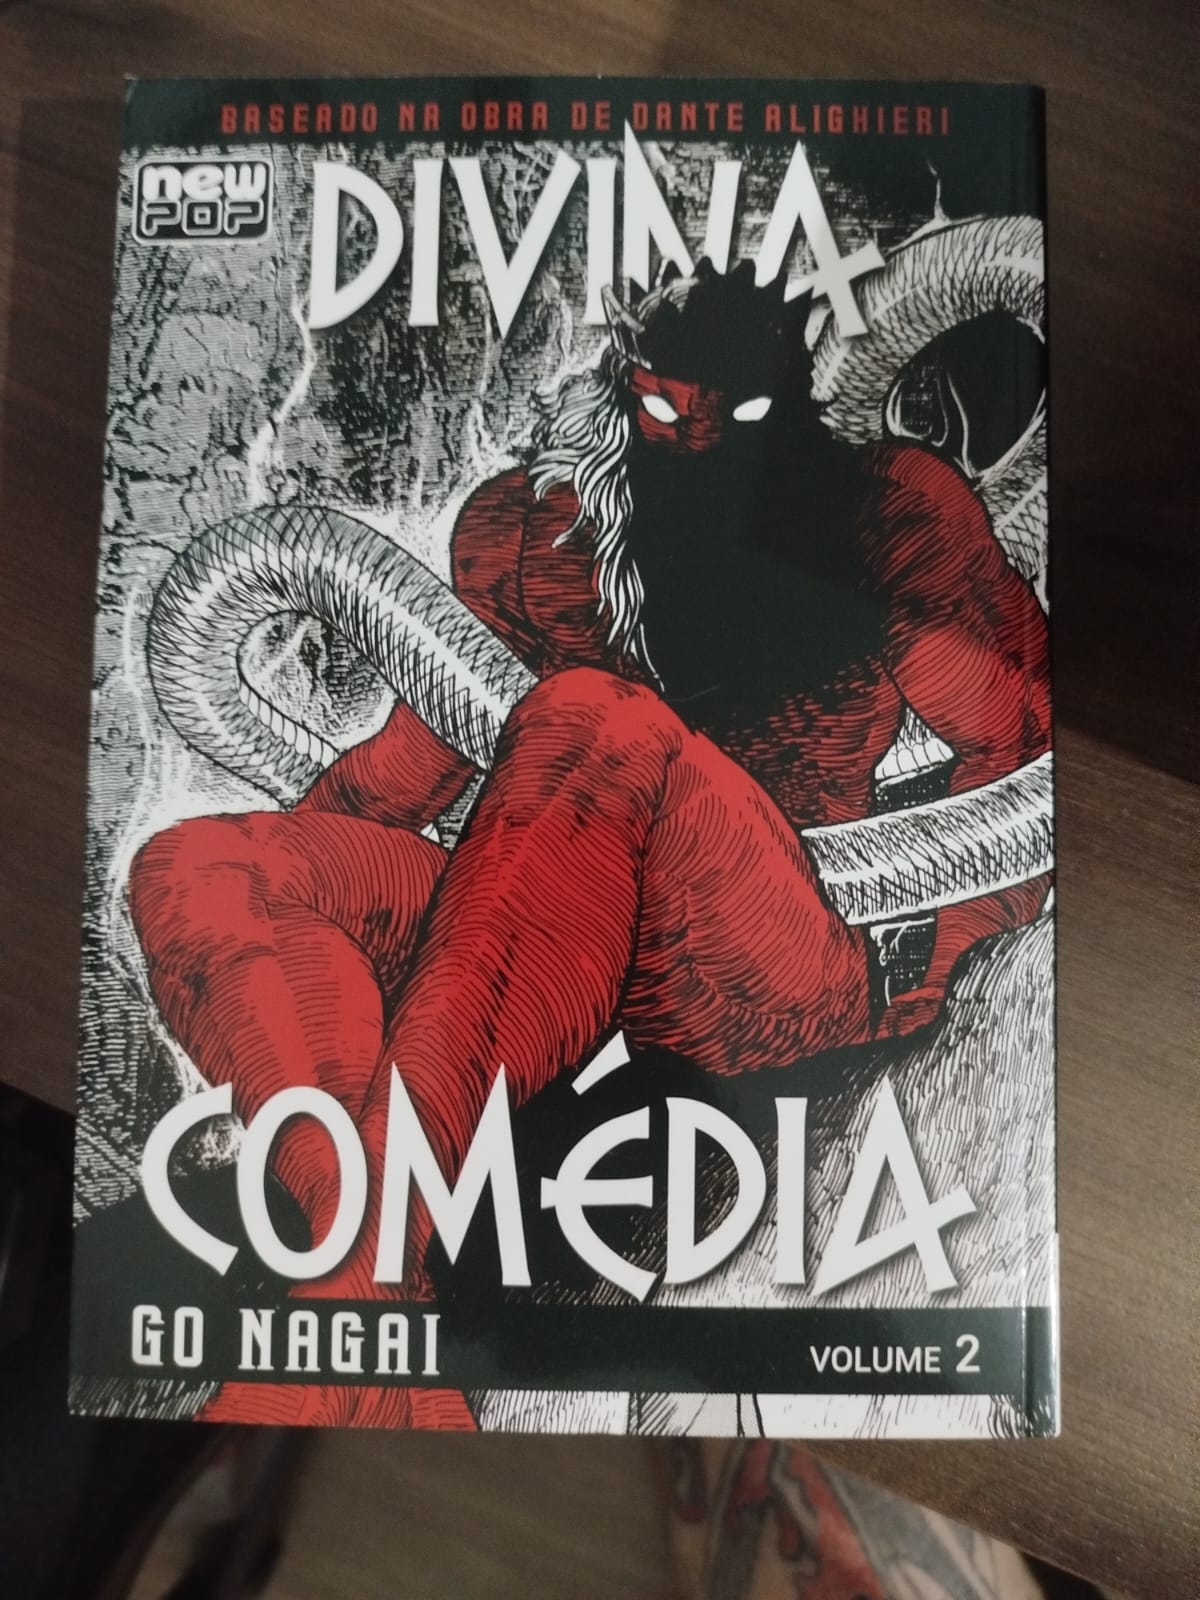 BASEADO NA OBRA DE DANTE ALIGHIERI
new
POP
DIVINA
COMÉDIA
GO NAGAI
VOLUME 2